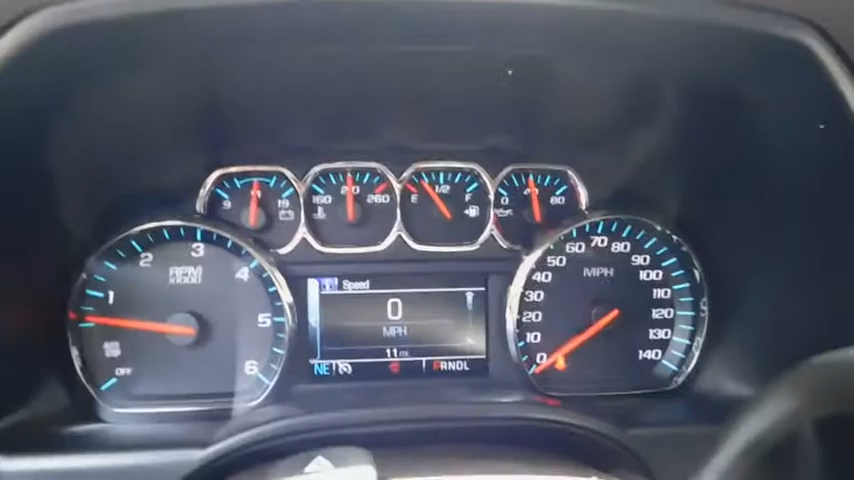 9 19
160 260
E 1/2 F
0 80
1 2 3 4 5 6
RPM
x1000
OFF
0 10 20 30 40 50 60 70 80 90 100 110 120 130 140
MPH
Speed
0
MPH
11 mi
NE
PRNDL